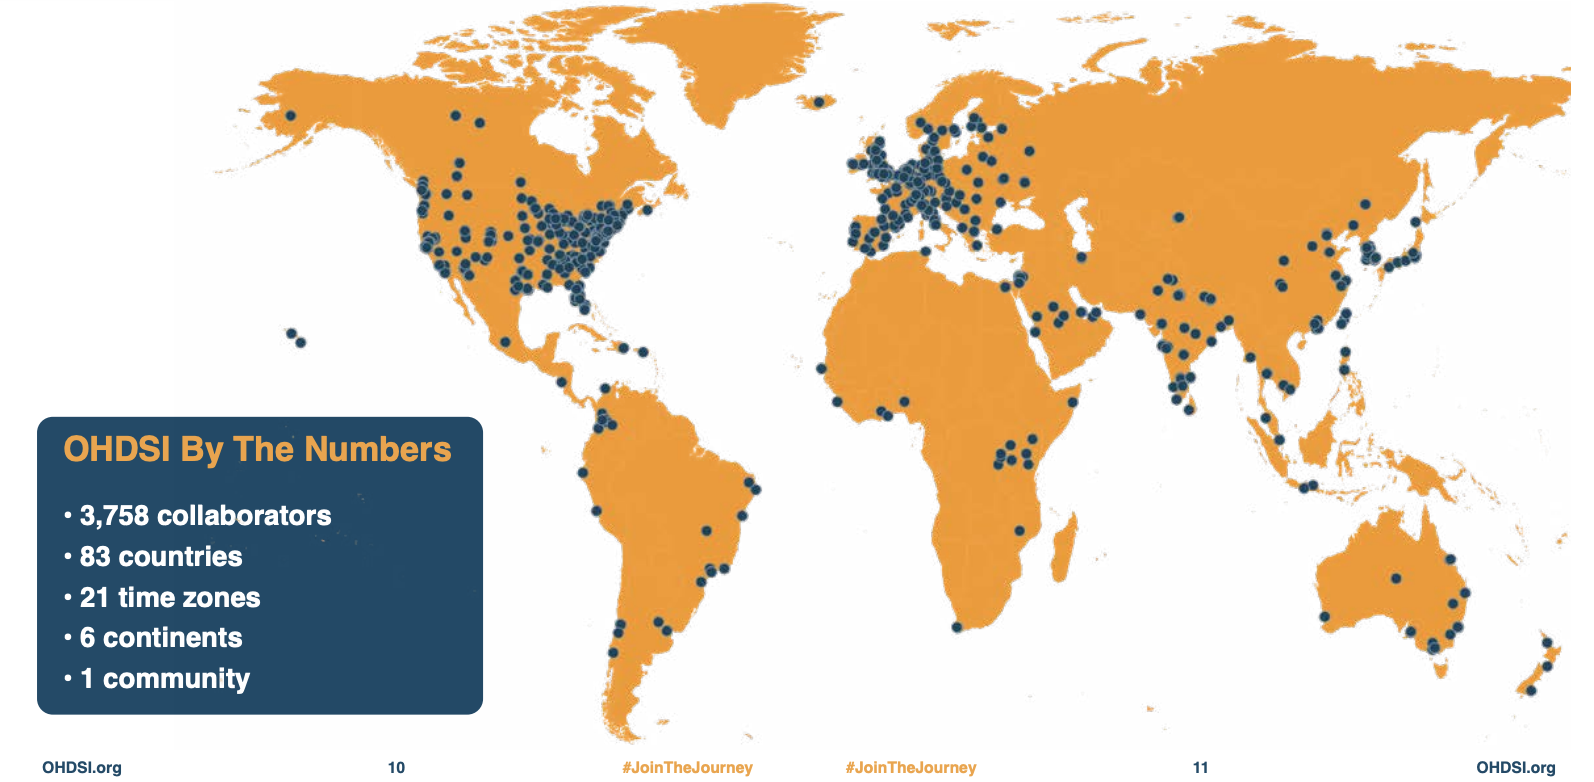 OHDSI By The Numbers
• 3,758 collaborators
• 83 countries
• 21 time zones
• 6 continents
• 1 community
OHDSI.org 10 #JoinTheJourney #JoinTheJourney 11 OHDSI.org